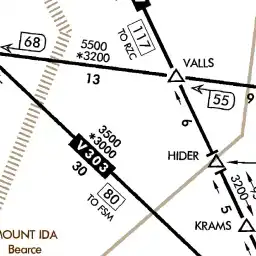 117
TO RZC
68
5500
*3200
13
VALLS
55
9
6
3500
*3000
V303
30
HIDER
80
TO FSM
3200
5
KRAMS
MOUNT IDA
Bearce